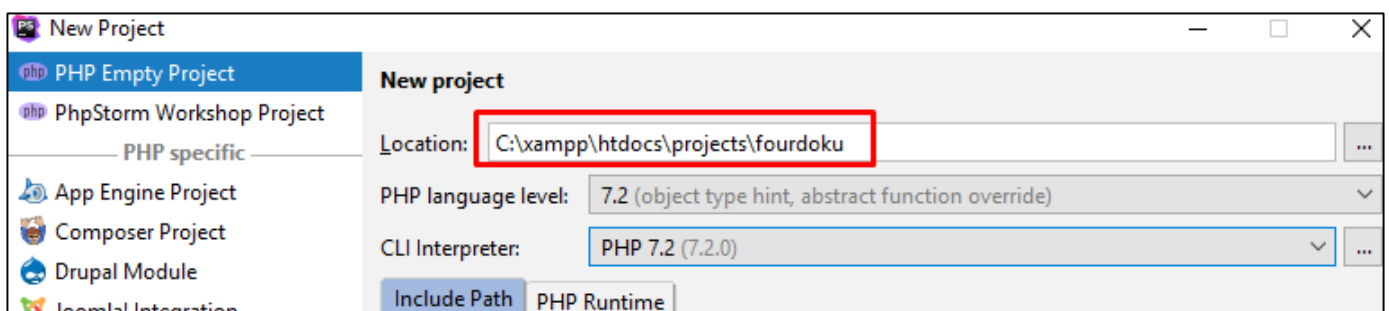 New Project
PHP Empty Project
PhpStorm Workshop Project
PHP specific
App Engine Project
Composer Project
Drupal Module
Joomla! Integration
New project
Location: C:\xampp\htdocs\projects\fourdoku ...
PHP language level: 7.2 (object type hint, abstract function override)
CLI Interpreter: PHP 7.2 (7.2.0) ...
Include Path PHP Runtime